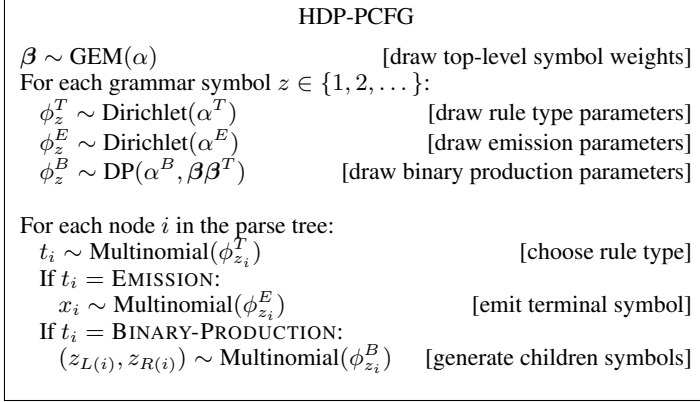 HDP-PCFG
β ∼ GEM(α) [draw top-level symbol weights]
For each grammar symbol z ∈ {1, 2, . . . }:
ϕ_z^T ∼ Dirichlet(α^T) [draw rule type parameters]
ϕ_z^E ∼ Dirichlet(α^E) [draw emission parameters]
ϕ_z^B ∼ DP(α^B, ββ^T) [draw binary production parameters]
For each node i in the parse tree:
t_i ∼ Multinomial(ϕ_{z_i}^T) [choose rule type]
If t_i = EMISSION:
x_i ∼ Multinomial(ϕ_{z_i}^E) [emit terminal symbol]
If t_i = BINARY-PRODUCTION:
(z_{L(i)}, z_{R(i)}) ∼ Multinomial(ϕ_{z_i}^B) [generate children symbols]